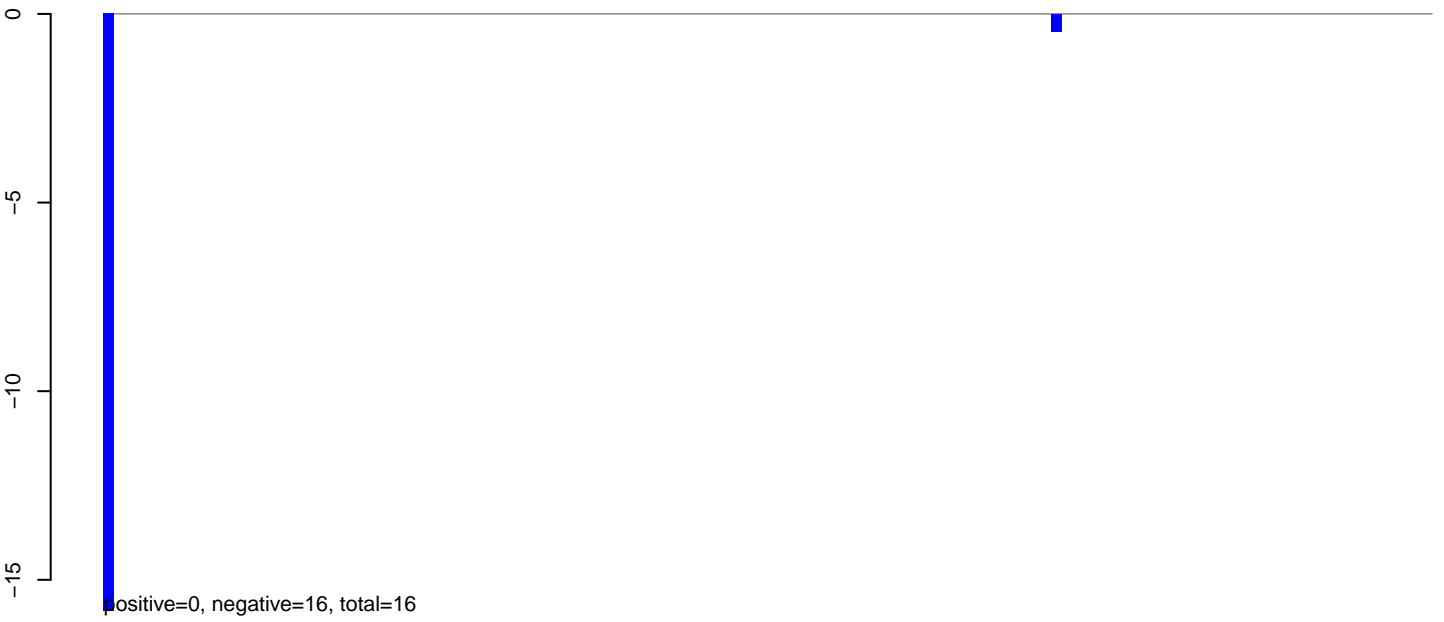 0
−5
−10
−15
positive=0, negative=16, total=16